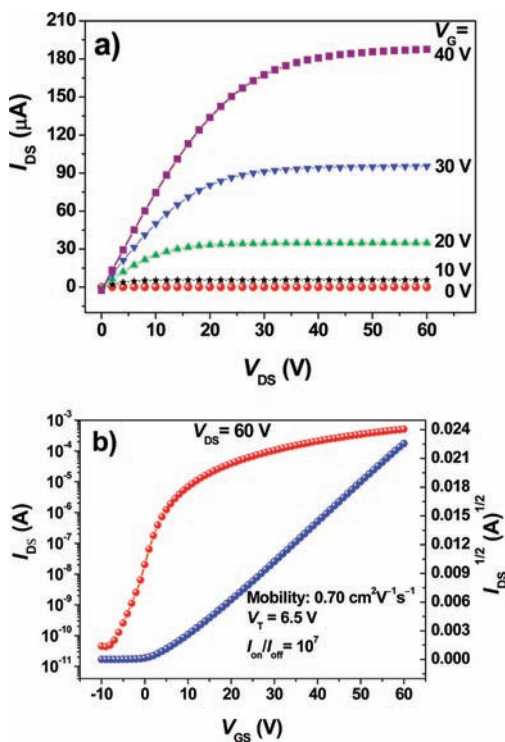 a)
V_G =
40 V
30 V
20 V
10 V
0 V
210
180
150
120
90
60
30
0
I_DS (μA)
0 10 20 30 40 50 60
V_DS (V)
b)
V_DS = 60 V
10⁻³
10⁻⁴
10⁻⁵
10⁻⁶
10⁻⁷
10⁻⁸
10⁻⁹
10⁻¹⁰
10⁻¹¹
I_DS (A)
0.024
0.021
0.018
0.015
0.012
0.009
0.006
0.003
0.000
I_DS^1/2 (A)^1/2
Mobility: 0.70 cm²V⁻¹s⁻¹
V_T = 6.5 V
I_on/I_off = 10⁷
-10 0 10 20 30 40 50 60
V_GS (V)